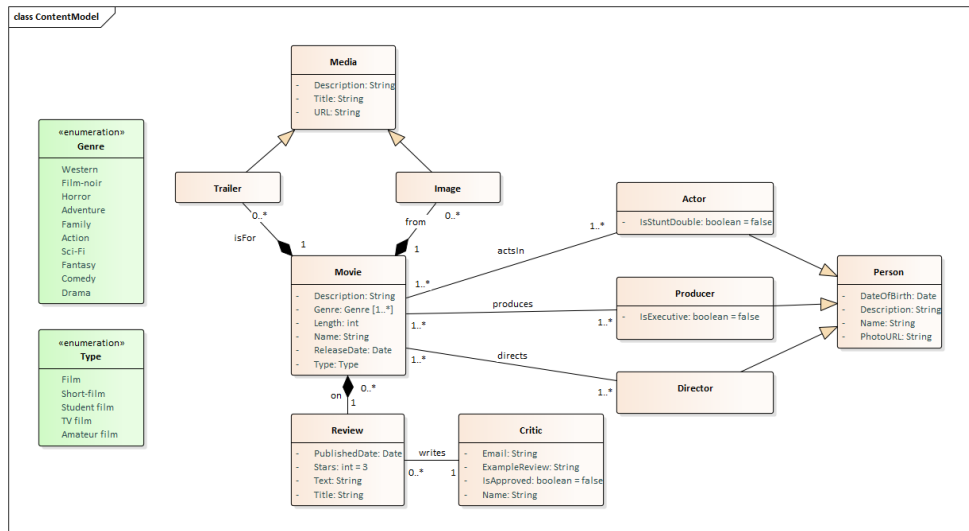 class ContentModel
Media
- Description: String
- Title: String
- URL: String
«enumeration»
Genre
Western
Film-noir
Horror
Adventure
Family
Action
Sci-Fi
Fantasy
Comedy
Drama
Trailer
Image
0..*
isFor
1
from
0..*
1
Actor
- IsStuntDouble: boolean = false
1..*
actsIn
1..*
Movie
- Description: String
- Genre: Genre [1..*]
- Length: int
- Name: String
- ReleaseDate: Date
- Type: Type
Producer
- IsExecutive: boolean = false
produces
1..*
1..*
Person
- DateOfBirth: Date
- Description: String
- Name: String
- PhotoURL: String
directs
1..*
1..*
Director
«enumeration»
Type
Film
Short-film
Student film
TV film
Amateur film
0..*
on
1
Review
- PublishedDate: Date
- Stars: int = 3
- Text: String
- Title: String
writes
0..*
1
Critic
- Email: String
- ExampleReview: String
- IsApproved: boolean = false
- Name: String